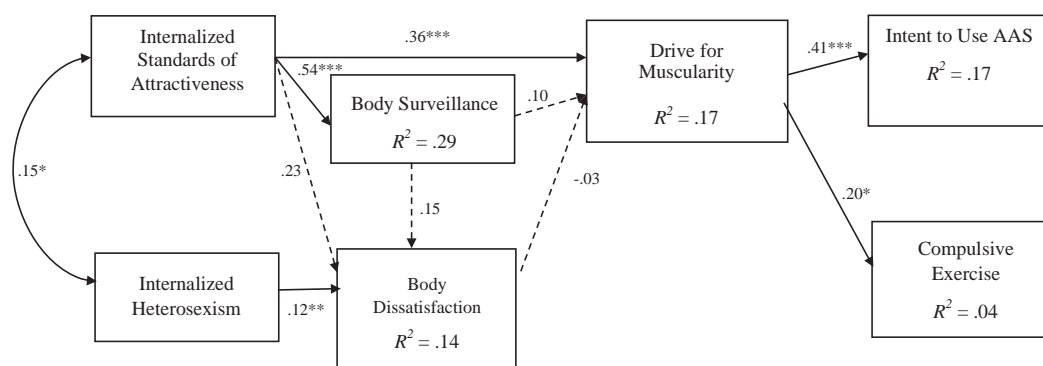 Internalized
Standards of
Attractiveness
.36***
Drive for
Muscularity
R² = .17
.41***
Intent to Use AAS
R² = .17
.54***
Body Surveillance
R² = .29
.10
.15*
.23
.15
-.03
.20*
Internalized
Heterosexism
.12**
Body
Dissatisfaction
R² = .14
Compulsive
Exercise
R² = .04